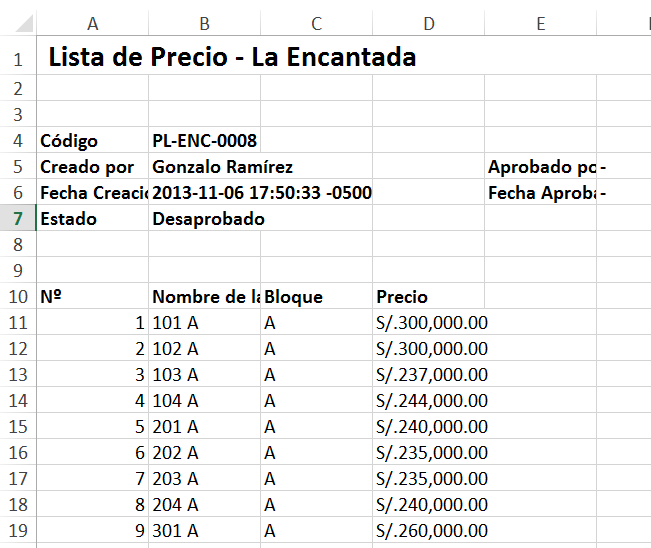 A B C D E
1 Lista de Precio - La Encantada
2
3
4 Código PL-ENC-0008
5 Creado por Gonzalo Ramírez Aprobado po -
6 Fecha Creació 2013-11-06 17:50:33 -0500 Fecha Aproba -
7 Estado Desaprobado
8
9
10 Nº Nombre de la Bloque Precio
11 1 101 A A S/.300,000.00
12 2 102 A A S/.300,000.00
13 3 103 A A S/.237,000.00
14 4 104 A A S/.244,000.00
15 5 201 A A S/.240,000.00
16 6 202 A A S/.235,000.00
17 7 203 A A S/.235,000.00
18 8 204 A A S/.240,000.00
19 9 301 A A S/.260,000.00